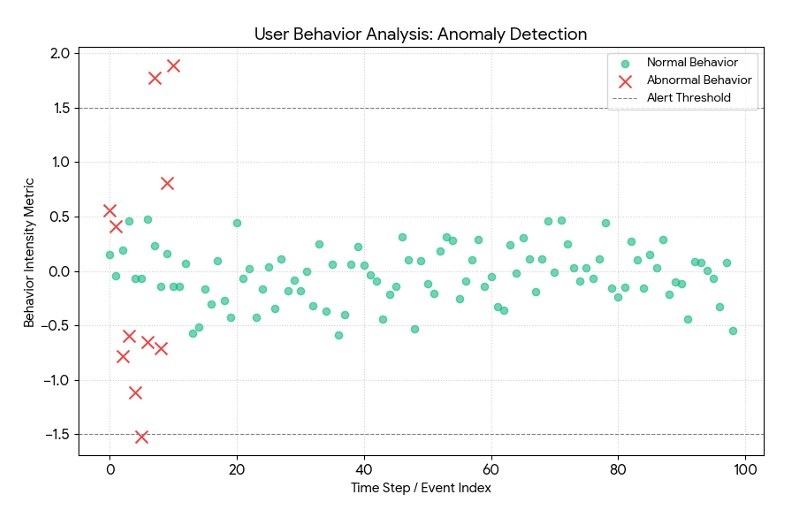 User Behavior Analysis: Anomaly Detection
Normal Behavior
Abnormal Behavior
Alert Threshold
Behavior Intensity Metric
2.0
1.5
1.0
0.5
0.0
−0.5
−1.0
−1.5
0 20 40 60 80 100
Time Step / Event Index